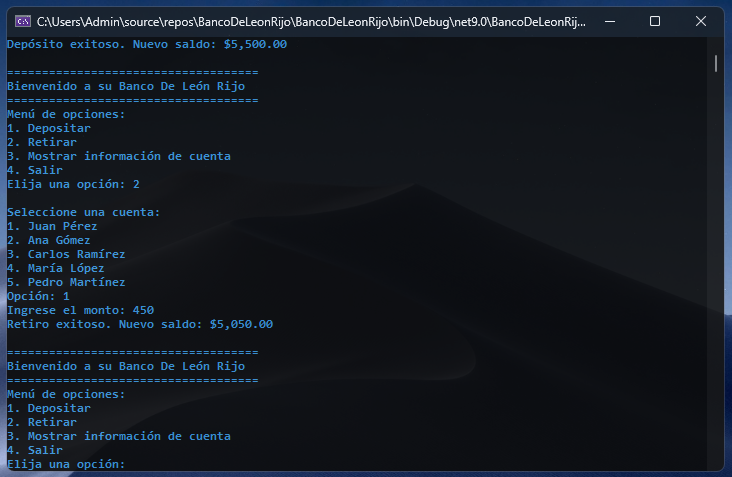 C:\Users\Admin\source\repos\BancoDeLeonRijo\BancoDeLeonRijo\bin\Debug\net9.0\BancoDeLeonRij...
Depósito exitoso. Nuevo saldo: $5,500.00
====================================
Bienvenido a su Banco De León Rijo
====================================
Menú de opciones:
1. Depositar
2. Retirar
3. Mostrar información de cuenta
4. Salir
Elija una opción: 2
Seleccione una cuenta:
1. Juan Pérez
2. Ana Gómez
3. Carlos Ramírez
4. María López
5. Pedro Martínez
Opción: 1
Ingrese el monto: 450
Retiro exitoso. Nuevo saldo: $5,050.00
====================================
Bienvenido a su Banco De León Rijo
====================================
Menú de opciones:
1. Depositar
2. Retirar
3. Mostrar información de cuenta
4. Salir
Elija una opción: